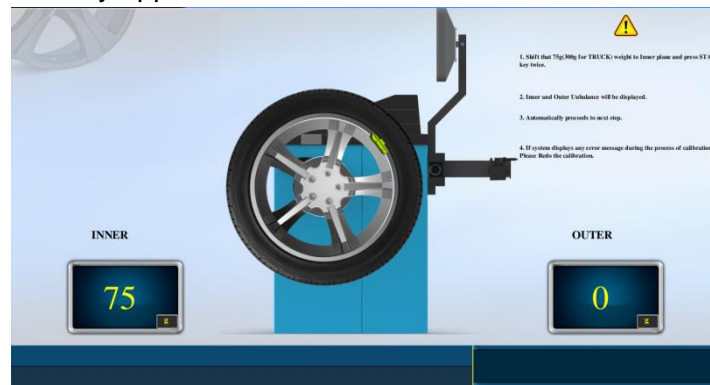 1. Shift that 75g(300g for TRUCK) weight to Inner plane and press STA
key twice.
2. Inner and Outer Unbalance will be displayed.
3. Automatically proceeds to next step.
4. If system displays any error message during the process of calibration
Please Redo the calibration.
INNER
OUTER
75
0